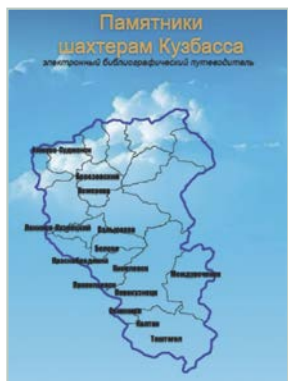 Памятники
шахтерам Кузбасса
электронный библиографический путеводитель
Анжеро-Судженск
Березовский
Кемерово
Ленинск-Кузнецкий
Белово
Краснобродский
Киселевск
Междуреченск
Прокопьевск
Новокузнецк
Осинники
Калтан
Таштагол